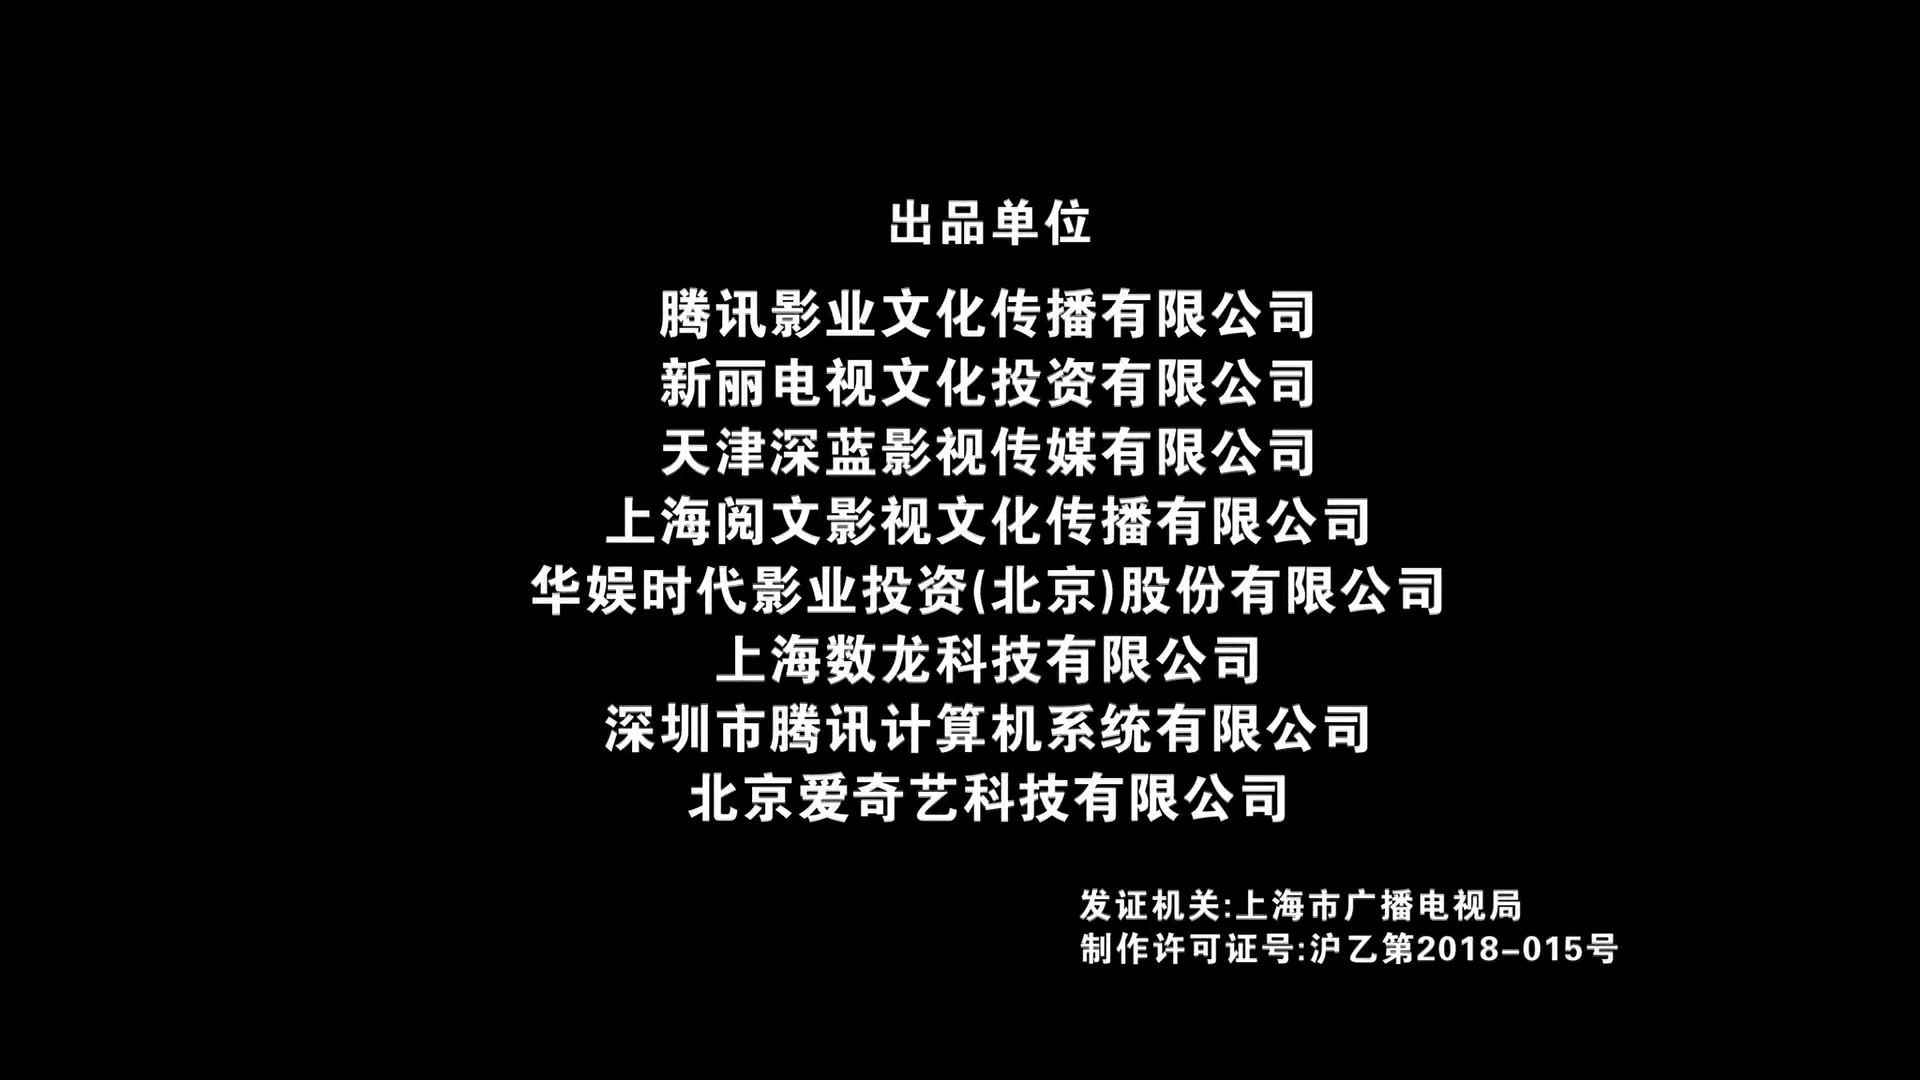 出品单位
腾讯影业文化传播有限公司
新丽电视文化投资有限公司
天津深蓝影视传媒有限公司
上海阅文影视文化传播有限公司
华娱时代影业投资(北京)股份有限公司
上海数龙科技有限公司
深圳市腾讯计算机系统有限公司
北京爱奇艺科技有限公司
发证机关:上海市广播电视局
制作许可证号:沪乙第2018-015号